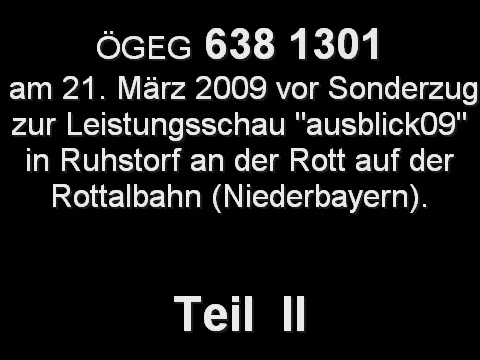 ÖGEG 638 1301
am 21. März 2009 vor Sonderzug
zur Leistungsschau "ausblick09"
in Ruhstorf an der Rott auf der
Rottalbahn (Niederbayern).
Teil II